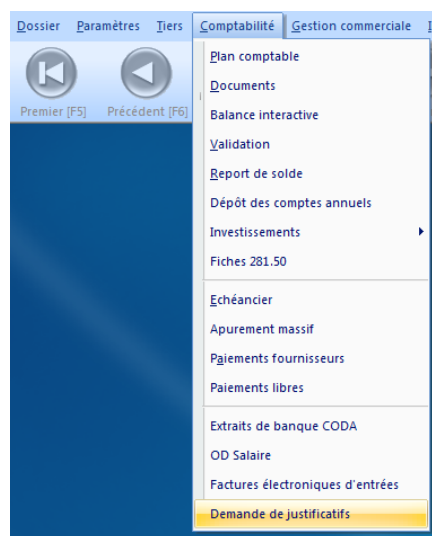 Dossier Paramètres Tiers Comptabilité Gestion commerciale
Premier [F5] Précédent [F6]
Plan comptable
Documents
Balance interactive
Validation
Report de solde
Dépôt des comptes annuels
Investissements
Fiches 281.50
Echéancier
Apurement massif
Paiements fournisseurs
Paiements libres
Extraits de banque CODA
OD Salaire
Factures électroniques d'entrées
Demande de justificatifs